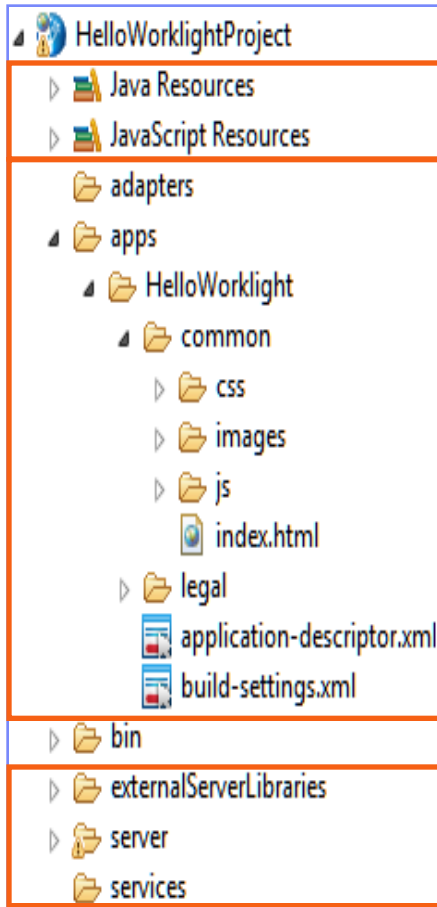 HelloWorklightProject
Java Resources
JavaScript Resources
adapters
apps
HelloWorklight
common
css
images
js
index.html
legal
application-descriptor.xml
build-settings.xml
bin
externalServerLibraries
server
services